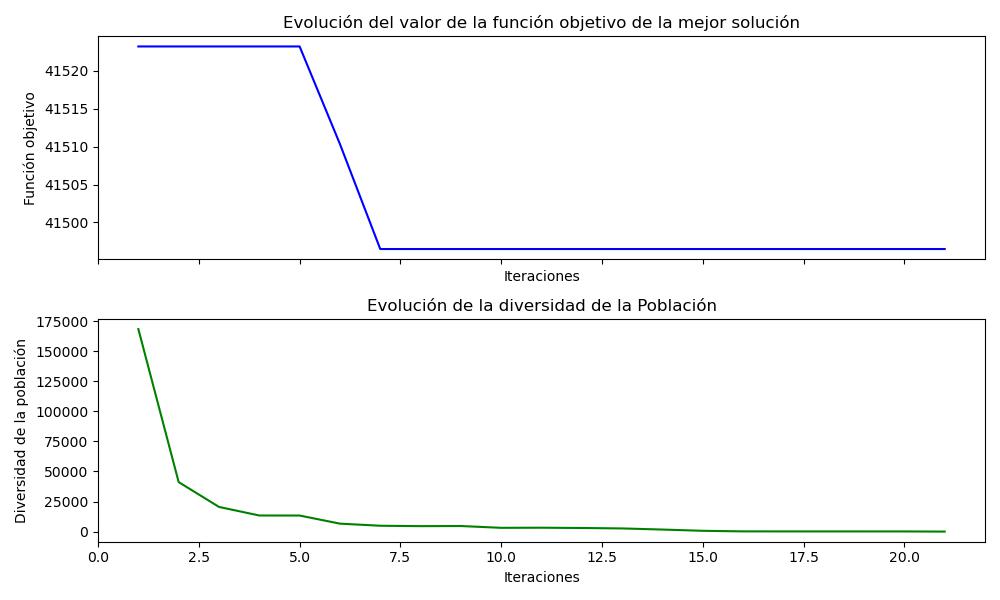 Evolución del valor de la función objetivo de la mejor solución
Función objetivo
41520
41515
41510
41505
41500
Iteraciones
Evolución de la diversidad de la Población
Diversidad de la población
175000
150000
125000
100000
75000
50000
25000
0
0.0 2.5 5.0 7.5 10.0 12.5 15.0 17.5 20.0
Iteraciones